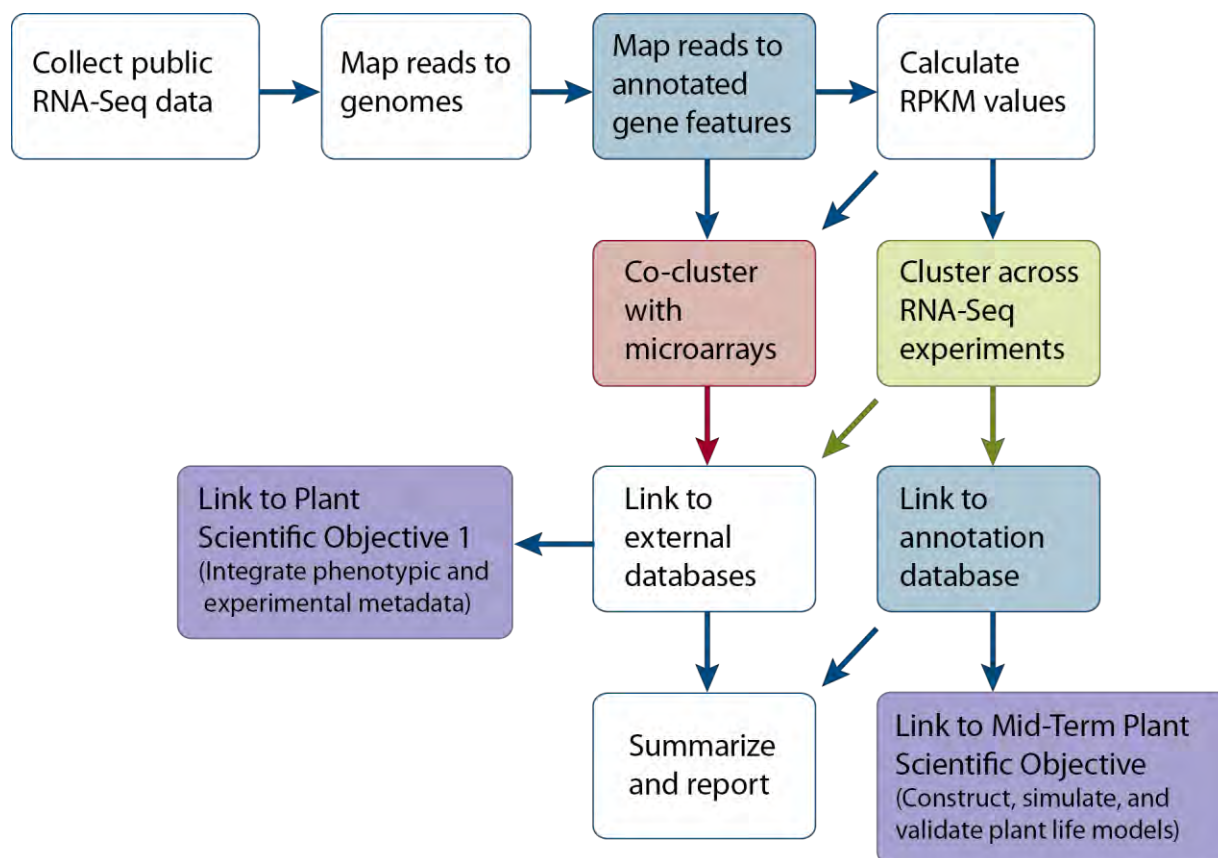 Collect public
RNA-Seq data
Map reads to
genomes
Map reads to
annotated
gene features
Calculate
RPKM values
Co-cluster
with
microarrays
Cluster across
RNA-Seq
experiments
Link to Plant
Scientific Objective 1
(Integrate phenotypic and
experimental metadata)
Link to
external
databases
Link to
annotation
database
Summarize
and report
Link to Mid-Term Plant
Scientific Objective
(Construct, simulate, and
validate plant life models)